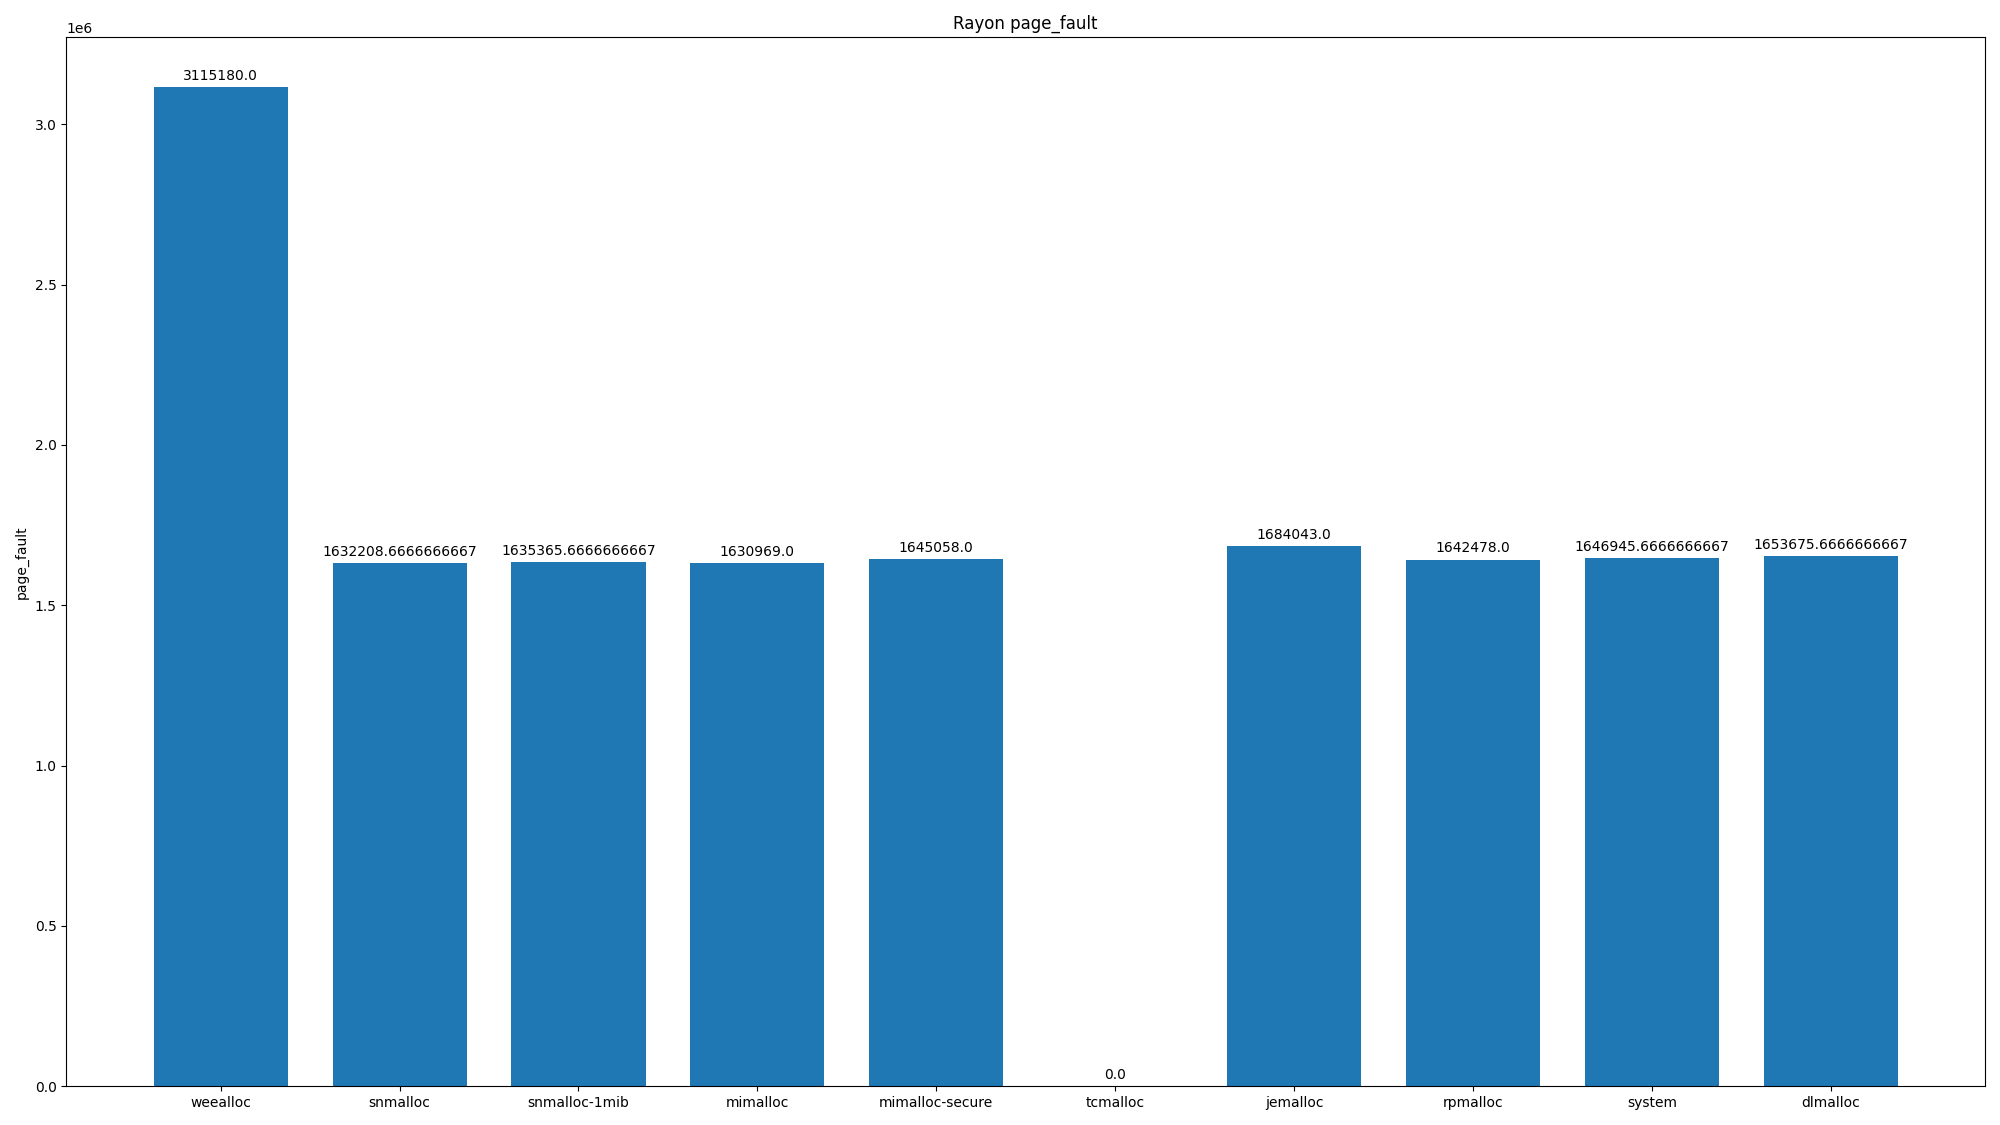 Rayon page_fault
1e6
3115180.0
3.0
2.5
2.0
1684043.0
1632208.6666666667 1635365.6666666667 1630969.0 1645058.0 1642478.0 1646945.6666666667 1653675.6666666667
page_fault
1.5
1.0
0.5
0.0
0.0
weealloc snmalloc snmalloc-1mib mimalloc mimalloc-secure tcmalloc jemalloc rpmalloc system dlmalloc